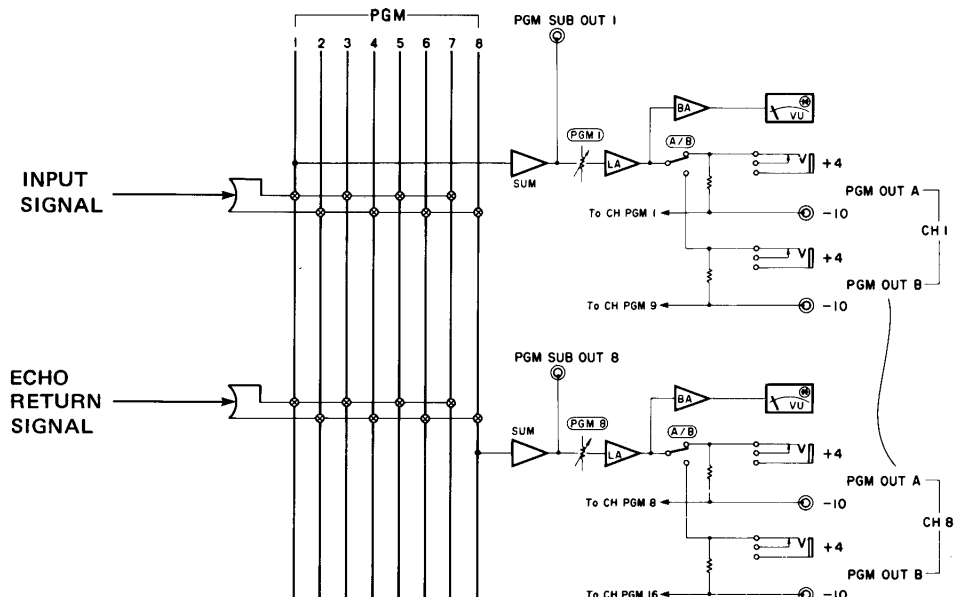 PGM
1 2 3 4 5 6 7 8
PGM SUB OUT 1
BA
VU
PGM 1
LA
A/B
SUM
+4
INPUT
SIGNAL
PGM OUT A
To CH PGM 1
-10
CH 1
+4
PGM OUT B
To CH PGM 9
-10
PGM SUB OUT 8
ECHO
RETURN
SIGNAL
BA
VU
SUM
PGM 8
LA
A/B
+4
PGM OUT A
To CH PGM 8
-10
CH 8
+4
PGM OUT B
To CH PGM 16
-10